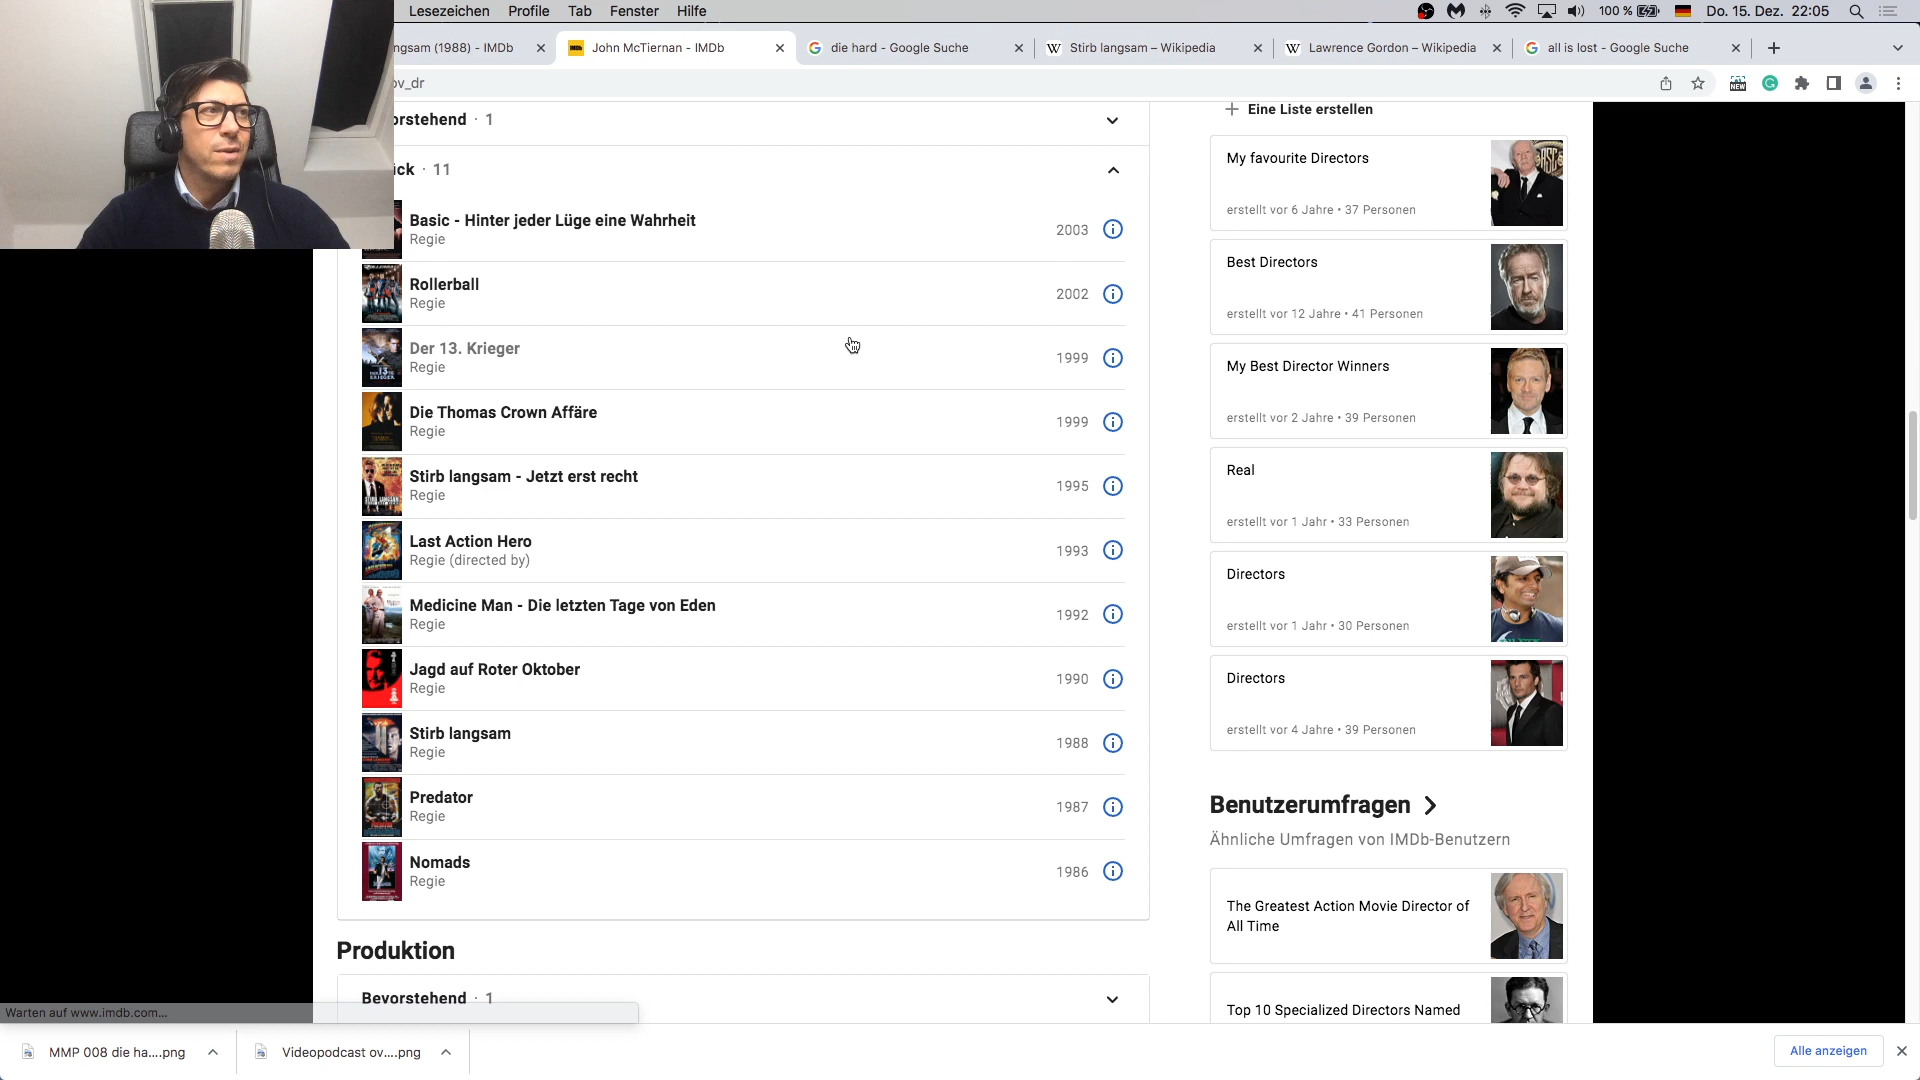 Lesezeichen Profile Tab Fenster Hilfe 100 % Do. 15. Dez. 22:05
ngsam (1988) - IMDb
John McTiernan - IMDb
die hard - Google Suche
Stirb langsam – Wikipedia
Lawrence Gordon – Wikipedia
all is lost - Google Suche
ov_dr
NEW
orstehend · 1
ick · 11
Basic - Hinter jeder Lüge eine Wahrheit
Regie
2003
Rollerball
Regie
2002
Der 13. Krieger
Regie
1999
Die Thomas Crown Affäre
Regie
1999
Stirb langsam - Jetzt erst recht
Regie
1995
Last Action Hero
Regie (directed by)
1993
Medicine Man - Die letzten Tage von Eden
Regie
1992
Jagd auf Roter Oktober
Regie
1990
Stirb langsam
Regie
1988
Predator
Regie
1987
Nomads
Regie
1986
Produktion
Bevorstehend · 1
Eine Liste erstellen
My favourite Directors
erstellt vor 6 Jahre • 37 Personen
Best Directors
erstellt vor 12 Jahre • 41 Personen
My Best Director Winners
erstellt vor 2 Jahre • 39 Personen
Real
erstellt vor 1 Jahr • 33 Personen
Directors
erstellt vor 1 Jahr • 30 Personen
Directors
erstellt vor 4 Jahre • 39 Personen
Benutzerumfragen
Ähnliche Umfragen von IMDb-Benutzern
The Greatest Action Movie Director of
All Time
Top 10 Specialized Directors Named
Warten auf www.imdb.com...
MMP 008 die ha....png
Videopodcast ov....png
Alle anzeigen